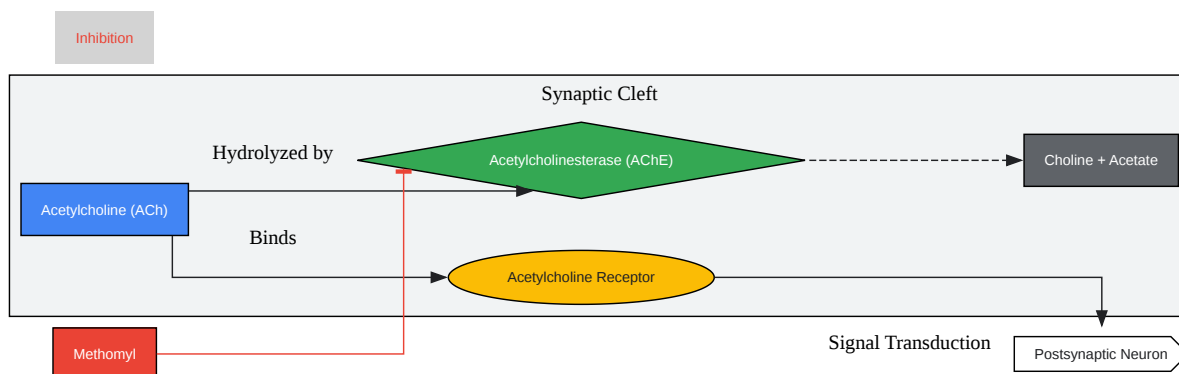 Inhibition
Synaptic Cleft
Hydrolyzed by
Acetylcholinesterase (AChE)
Choline + Acetate
Acetylcholine (ACh)
Binds
Acetylcholine Receptor
Signal Transduction
Methomyl
Postsynaptic Neuron